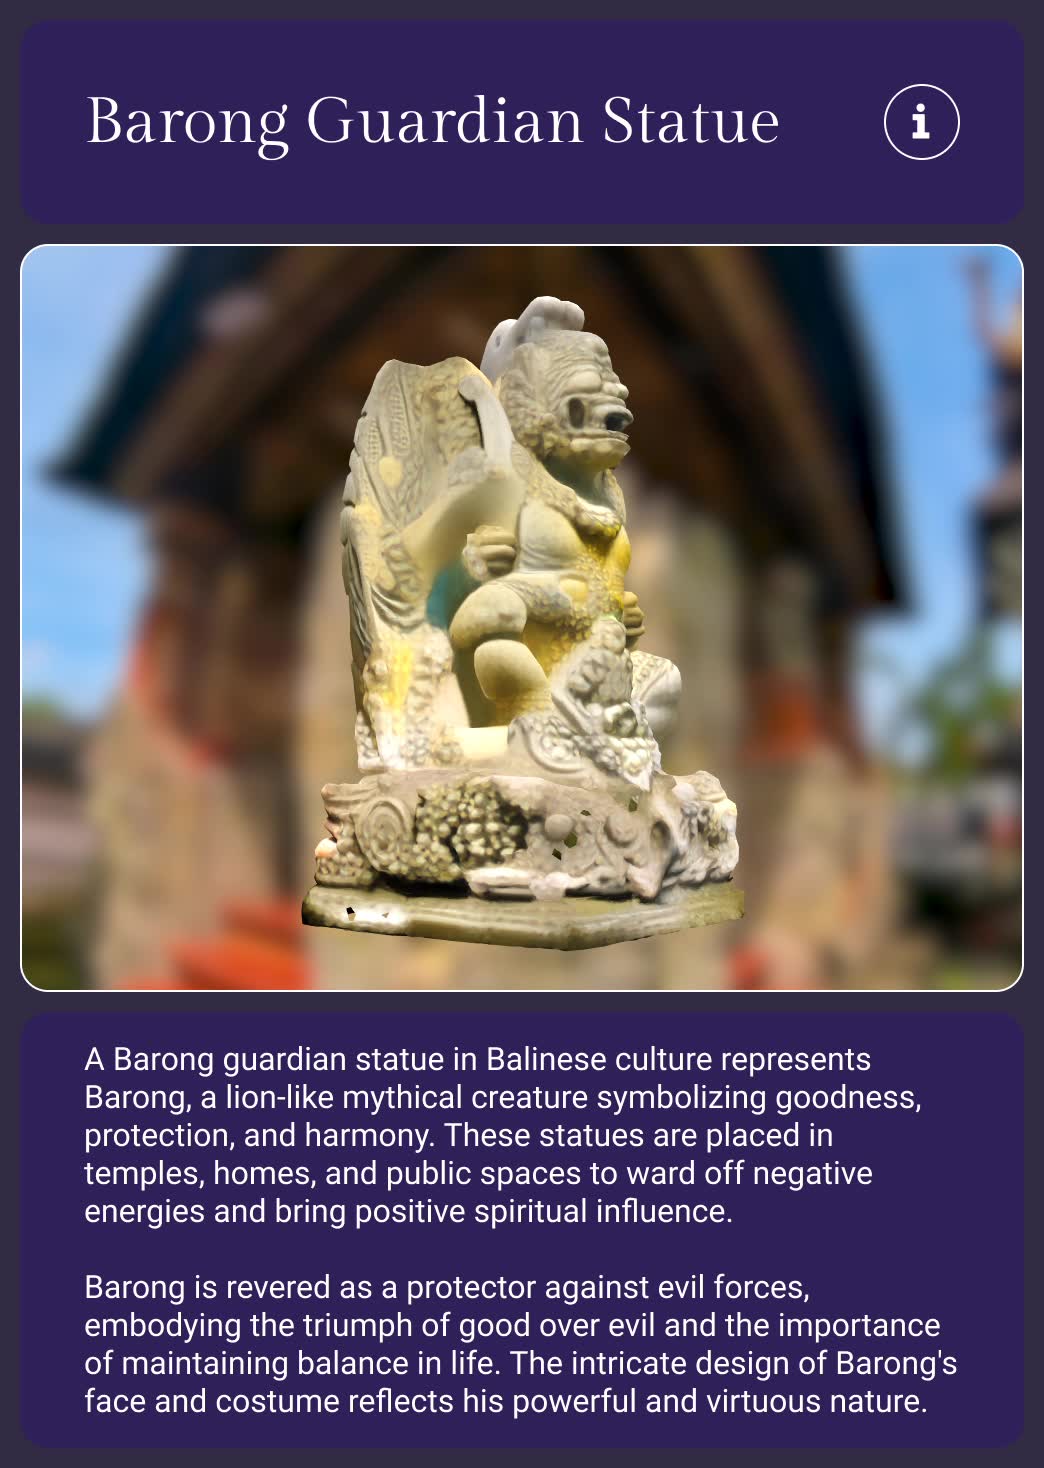 Barong Guardian Statue
i
A Barong guardian statue in Balinese culture represents
Barong, a lion-like mythical creature symbolizing goodness,
protection, and harmony. These statues are placed in
temples, homes, and public spaces to ward off negative
energies and bring positive spiritual influence.
Barong is revered as a protector against evil forces,
embodying the triumph of good over evil and the importance
of maintaining balance in life. The intricate design of Barong's
face and costume reflects his powerful and virtuous nature.